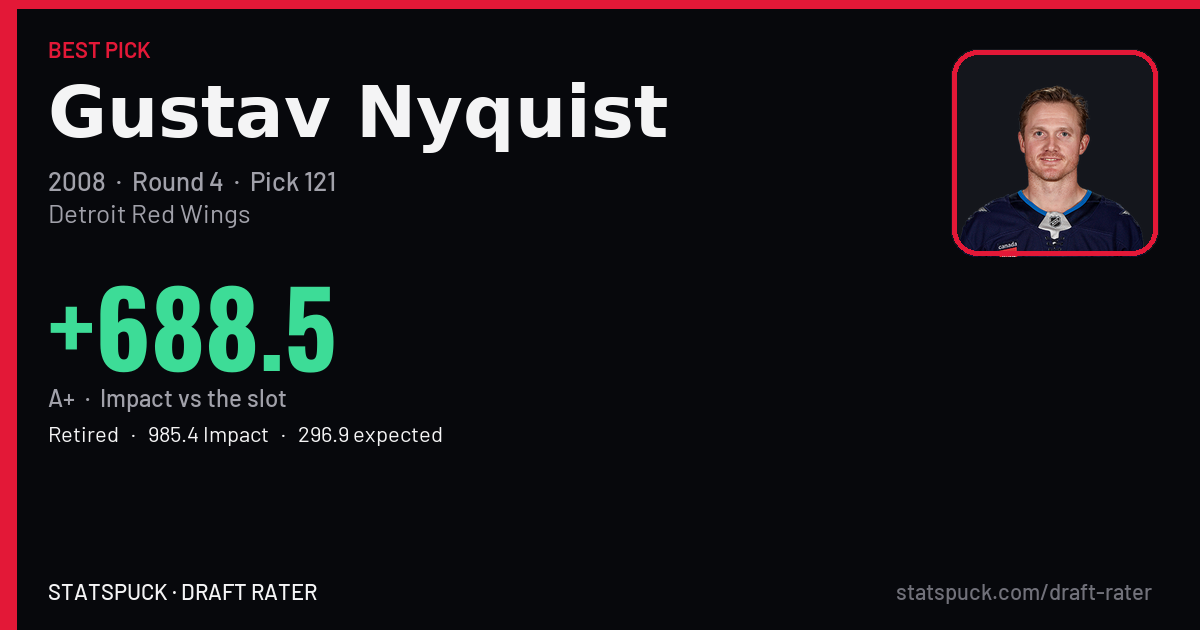 BEST PICK
Gustav Nyquist
2008 · Round 4 · Pick 121
Detroit Red Wings
+688.5
A+ · Impact vs the slot
Retired · 985.4 Impact · 296.9 expected
canada
STATSPUCK · DRAFT RATER
statspuck.com/draft-rater